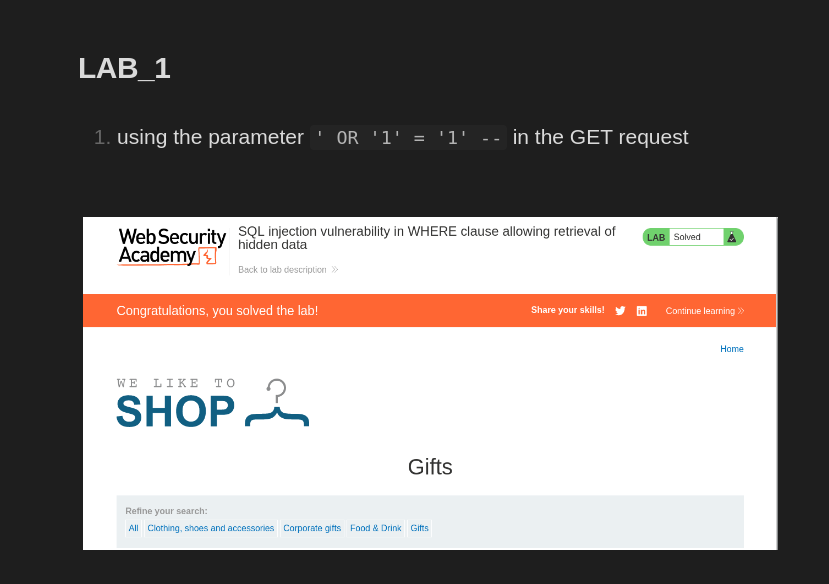 LAB_1
1. using the parameter ' OR '1' = '1' -- in the GET request
WebSecurity
Academy
SQL injection vulnerability in WHERE clause allowing retrieval of
hidden data
LAB Solved
Back to lab description
Congratulations, you solved the lab!
Share your skills!
Continue learning
Home
WE LIKE TO
SHOP
Gifts
Refine your search:
All Clothing, shoes and accessories Corporate gifts Food & Drink Gifts